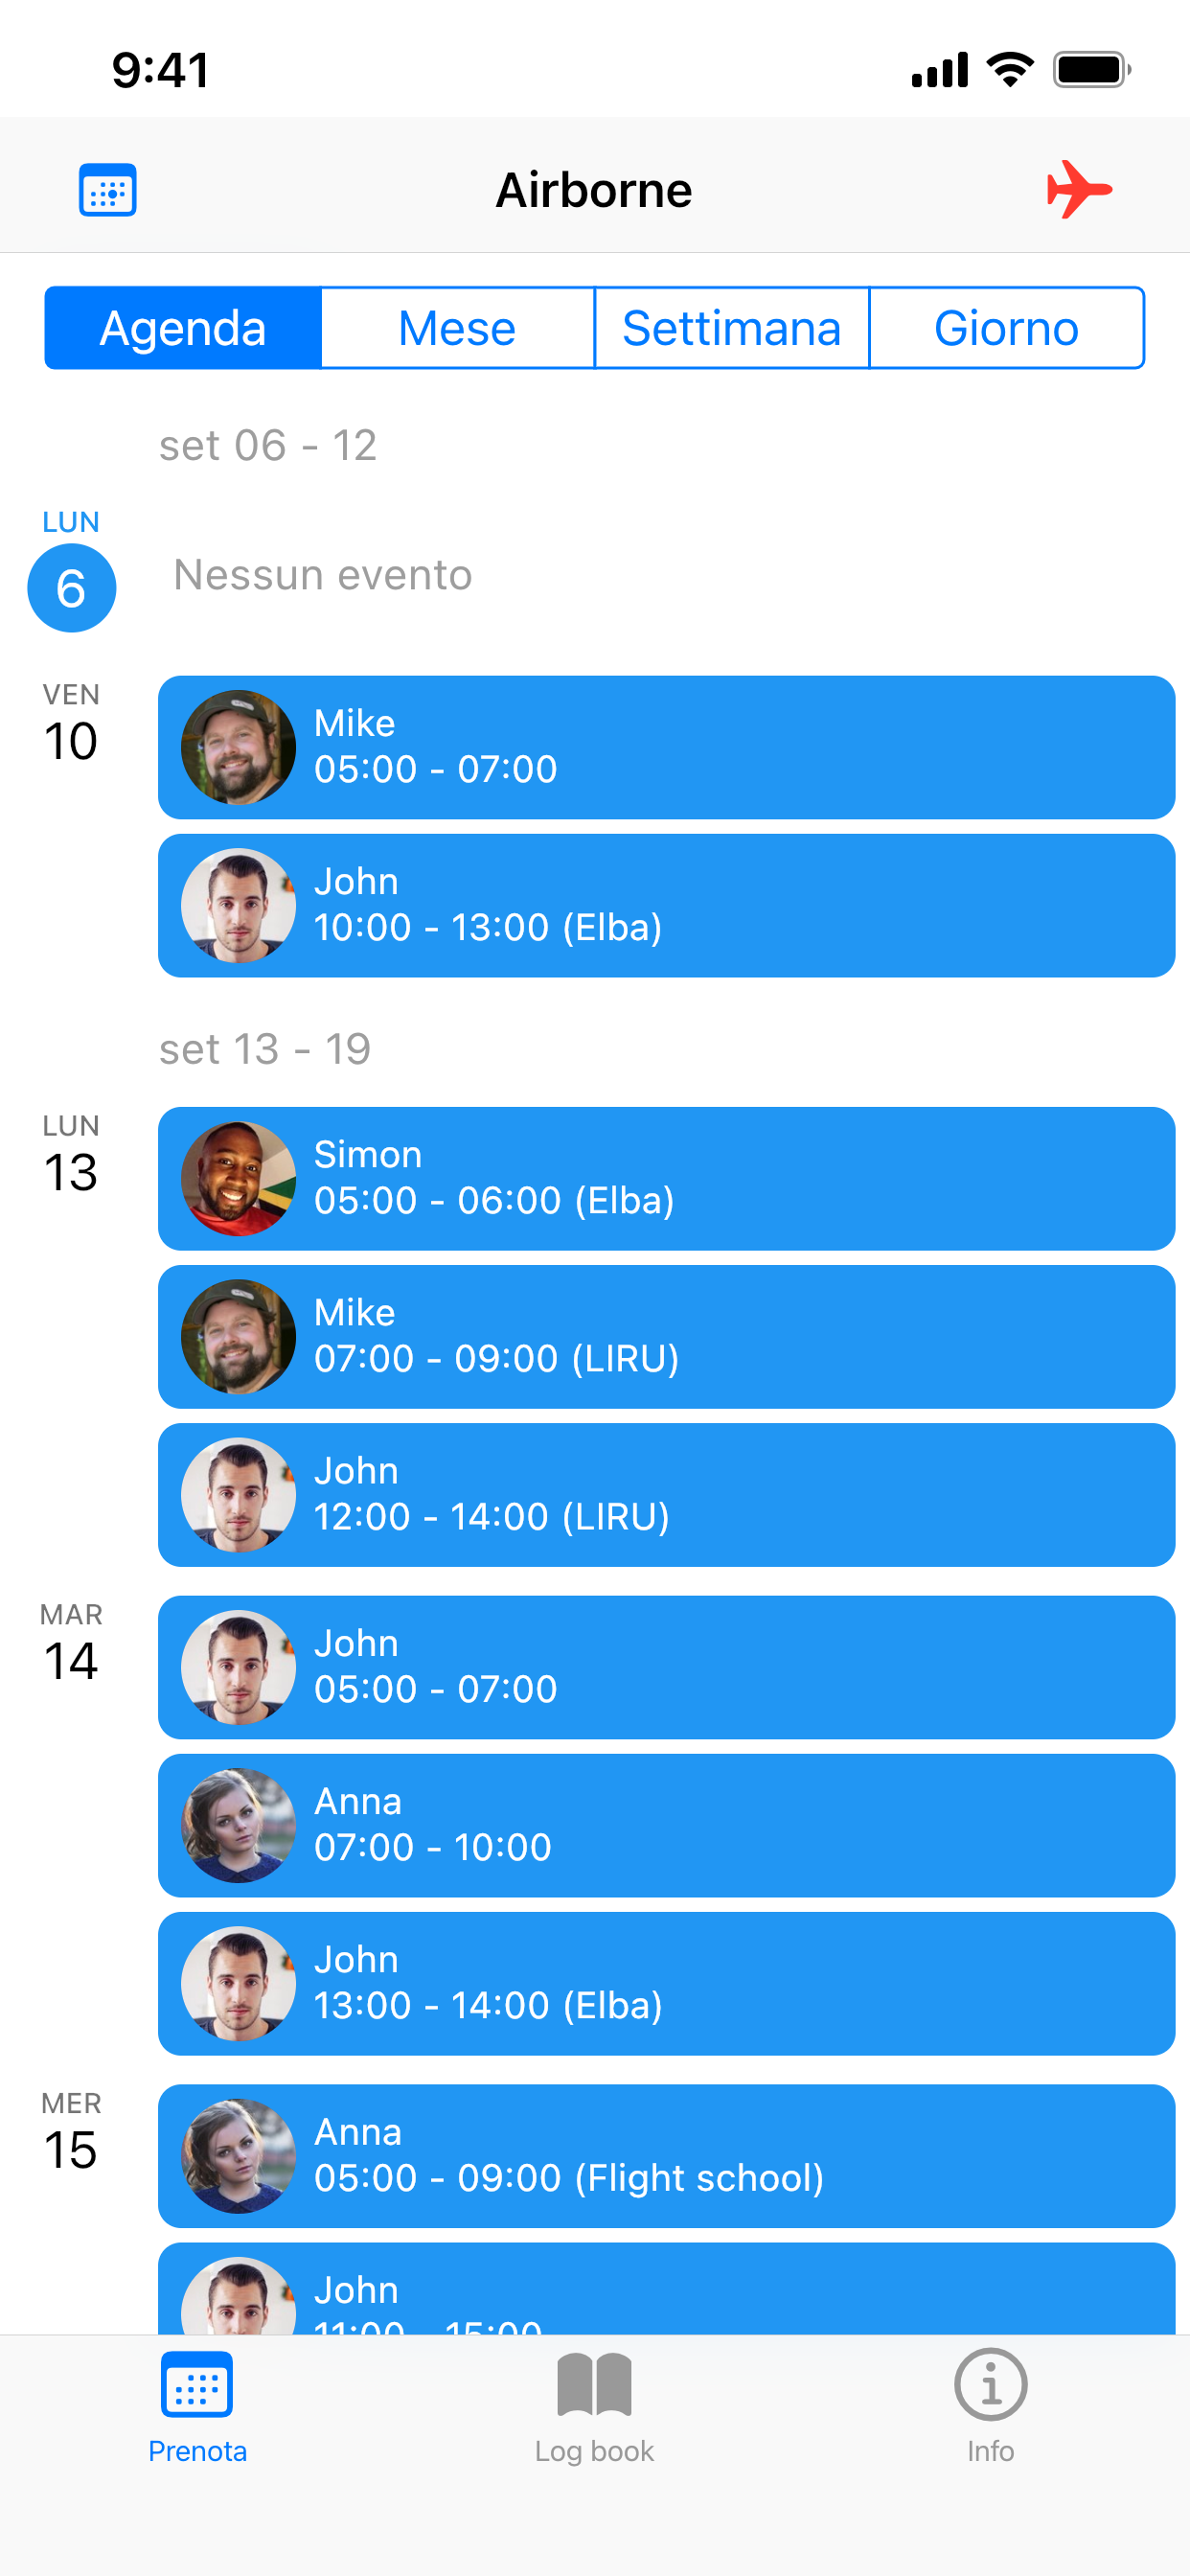 9:41
Airborne
Agenda Mese Settimana Giorno
set 06 - 12
LUN
6
Nessun evento
VEN
10
Mike
05:00 - 07:00
John
10:00 - 13:00 (Elba)
set 13 - 19
LUN
13
Simon
05:00 - 06:00 (Elba)
Mike
07:00 - 09:00 (LIRU)
John
12:00 - 14:00 (LIRU)
MAR
14
John
05:00 - 07:00
Anna
07:00 - 10:00
John
13:00 - 14:00 (Elba)
MER
15
Anna
05:00 - 09:00 (Flight school)
John
11:00 - 15:00
Prenota Log book Info